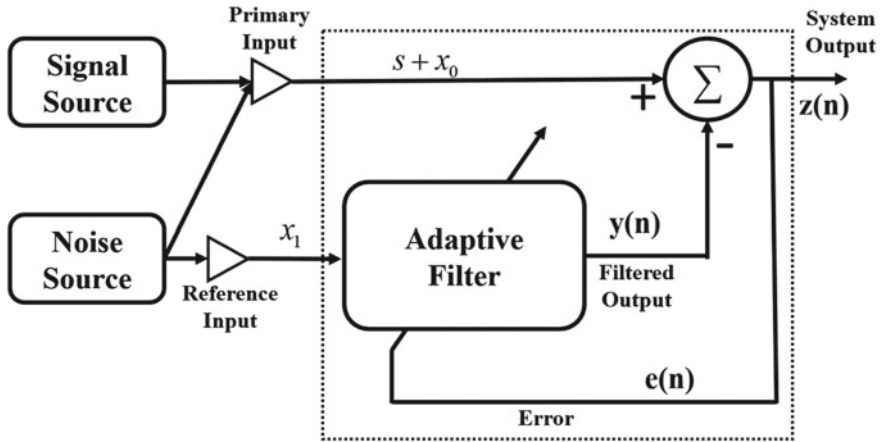 Primary
Input
System
Output
Signal
Source
s + x₀
+
Σ
z(n)
-
Noise
Source
x₁
Reference
Input
Adaptive
Filter
y(n)
Filtered
Output
e(n)
Error